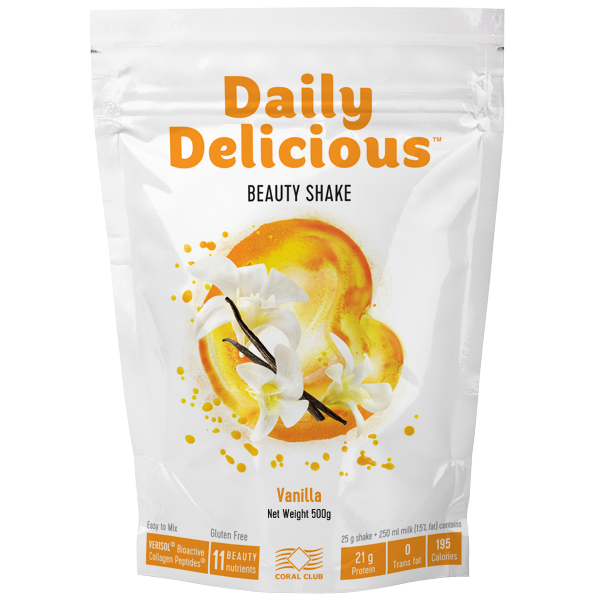 Daily
Delicious™
BEAUTY SHAKE
Vanilla
Net Weight 500g
Easy to Mix
VERISOL® Bioactive
Collagen Peptides®
Gluten Free
11 BEAUTY
nutrients
CORAL CLUB
25 g shake • 250 ml milk (1.5% fat) contains
21 g
Protein
0
Trans fat
195
Calories